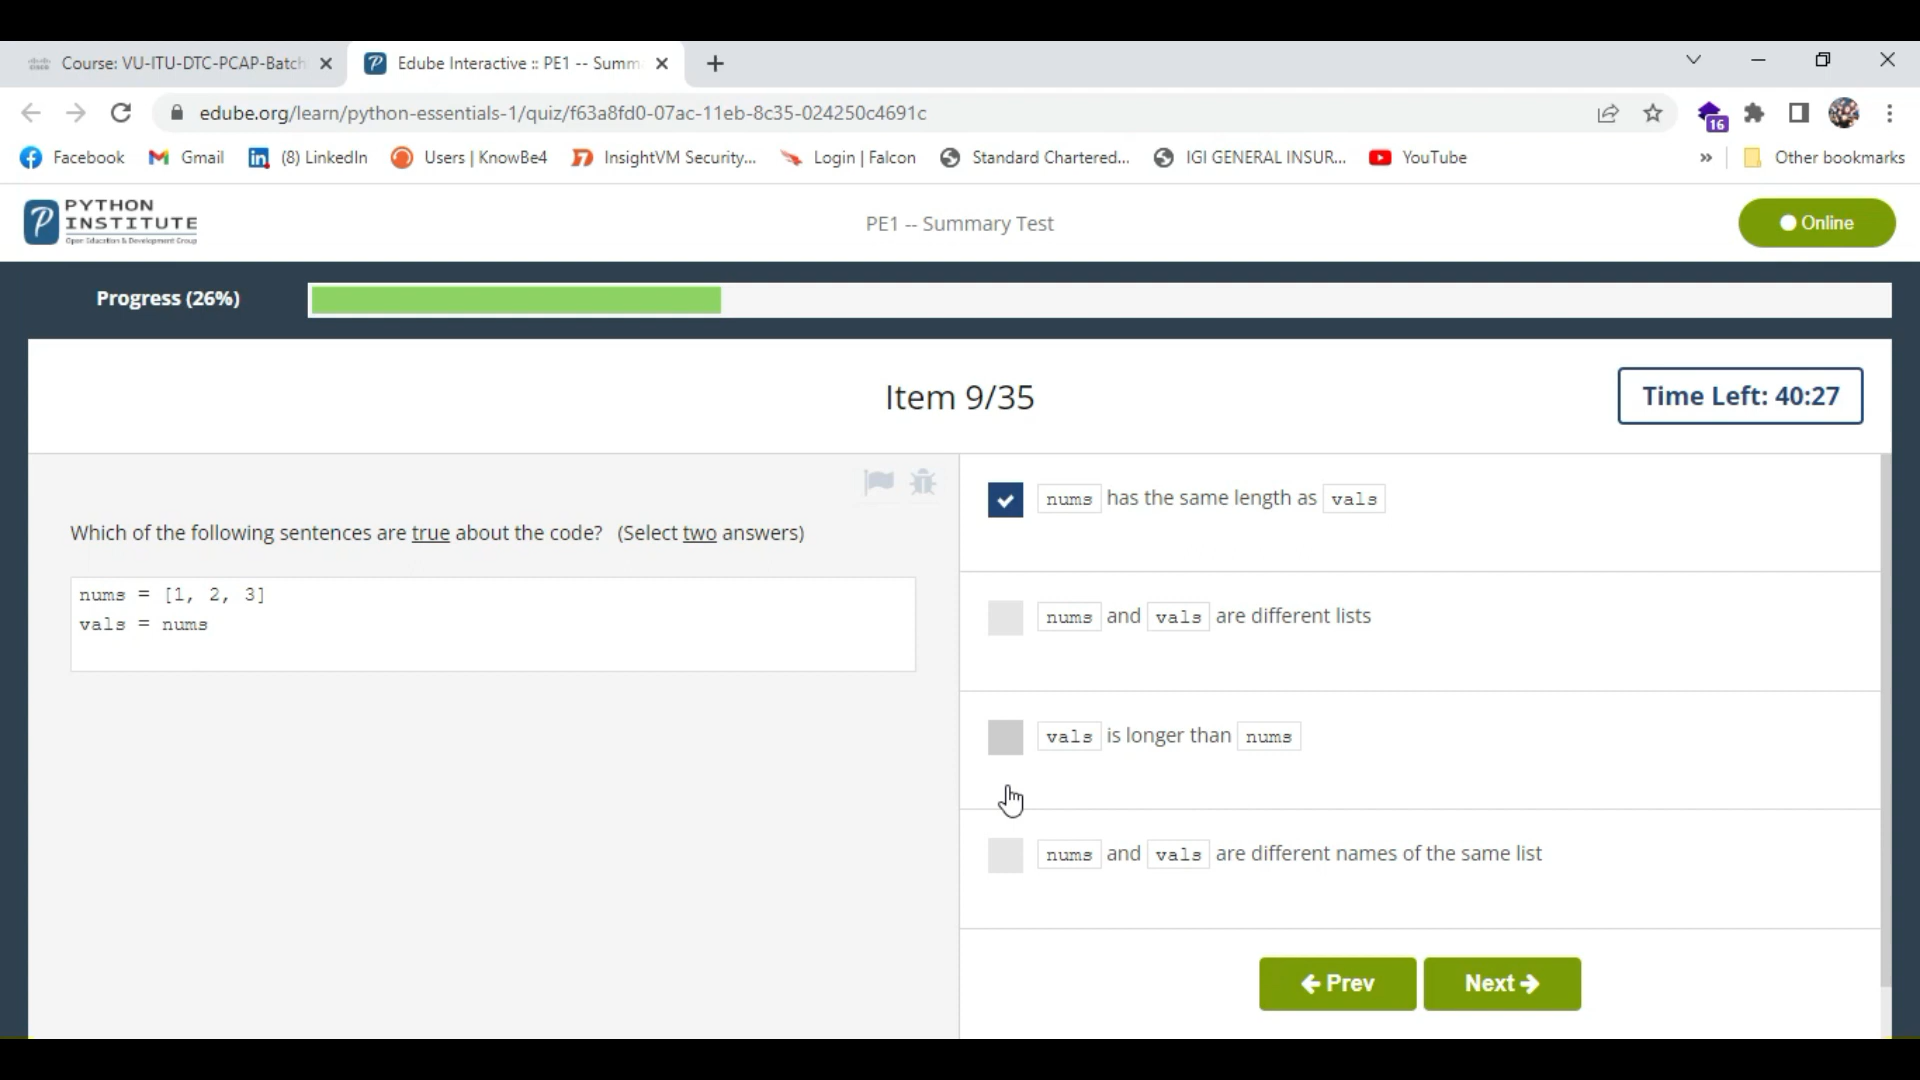 Course: VU-ITU-DTC-PCAP-Batch
Edube Interactive :: PE1 -- Summ
edube.org/learn/python-essentials-1/quiz/f63a8fd0-07ac-11eb-8c35-024250c4691c
16
Facebook
Gmail
(8) LinkedIn
Users | KnowBe4
InsightVM Security...
Login | Falcon
Standard Chartered...
IGI GENERAL INSUR...
YouTube
» Other bookmarks
PYTHON
INSTITUTE
Open Education & Development Group
PE1 -- Summary Test
Online
Progress (26%)
Item 9/35
Time Left: 40:27
Which of the following sentences are true about the code? (Select two answers)
nums = [1, 2, 3]
vals = nums
nums has the same length as vals
nums and vals are different lists
vals is longer than nums
nums and vals are different names of the same list
Prev
Next